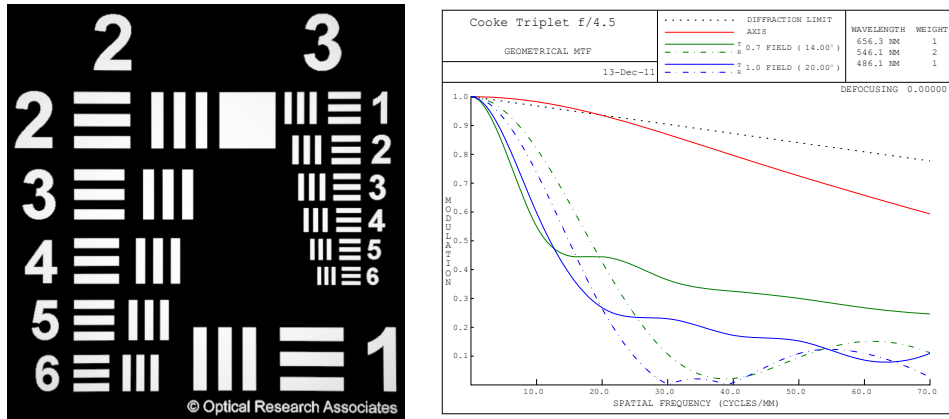 2 3
2 1
2
3 3
4
4 5
6
5
6
1
© Optical Research Associates
Cooke Triplet f/4.5
GEOMETRICAL MTF
13-Dec-11
DIFFRACTION LIMIT
AXIS
T
R 0.7 FIELD ( 14.00°)
T
R 1.0 FIELD ( 20.00°)
WAVELENGTH WEIGHT
656.3 NM 1
546.1 NM 2
486.1 NM 1
DEFOCUSING 0.00000
1.0
0.9
0.8
0.7
0.6
0.5
0.4
0.3
0.2
0.1
MODULATION
10.0 20.0 30.0 40.0 50.0 60.0 70.0
SPATIAL FREQUENCY (CYCLES/MM)